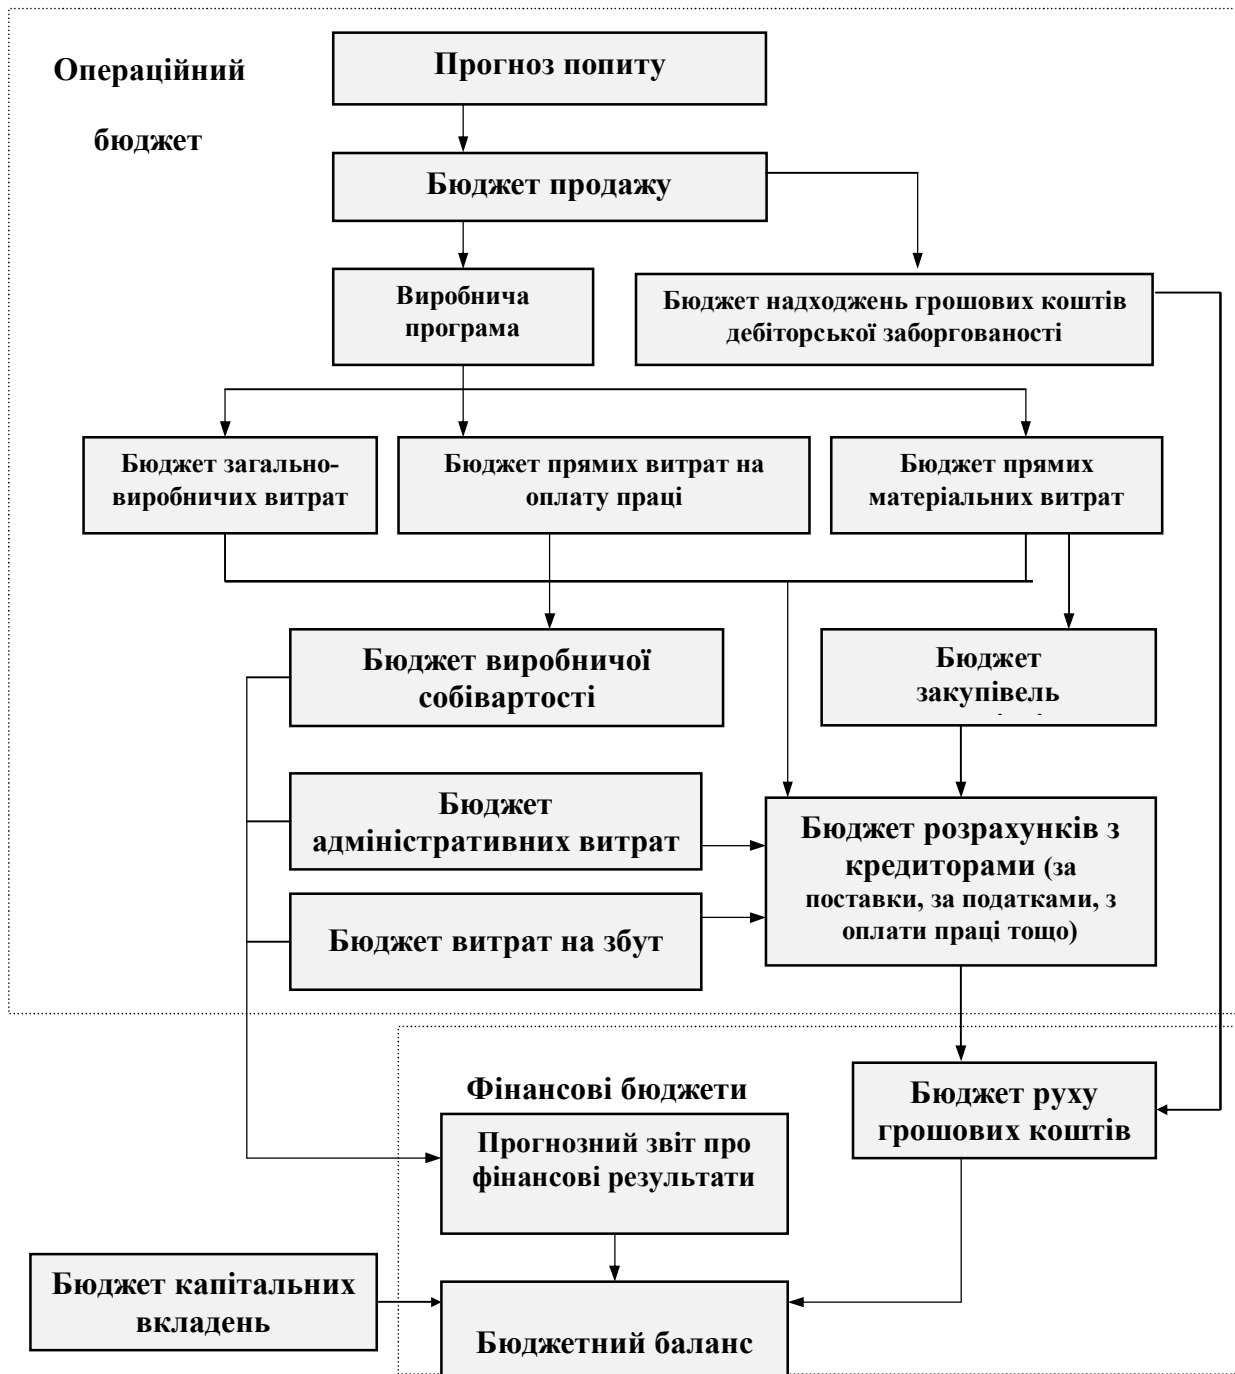 Операційний
бюджет
Прогноз попиту
Бюджет продажу
Виробнича
програма
Бюджет надходжень грошових коштів
дебіторської заборгованості
Бюджет загально-
виробничих витрат
Бюджет прямих витрат на
оплату праці
Бюджет прямих
матеріальних витрат
Бюджет виробничої
собівартості
Бюджет
закупівель
Бюджет
адміністративних витрат
Бюджет розрахунків з
кредиторами (за
поставки, за податками, з
оплати праці тощо)
Бюджет витрат на збут
Фінансові бюджети
Бюджет руху
грошових коштів
Прогнозний звіт про
фінансові результати
Бюджет капітальних
вкладень
Бюджетний баланс